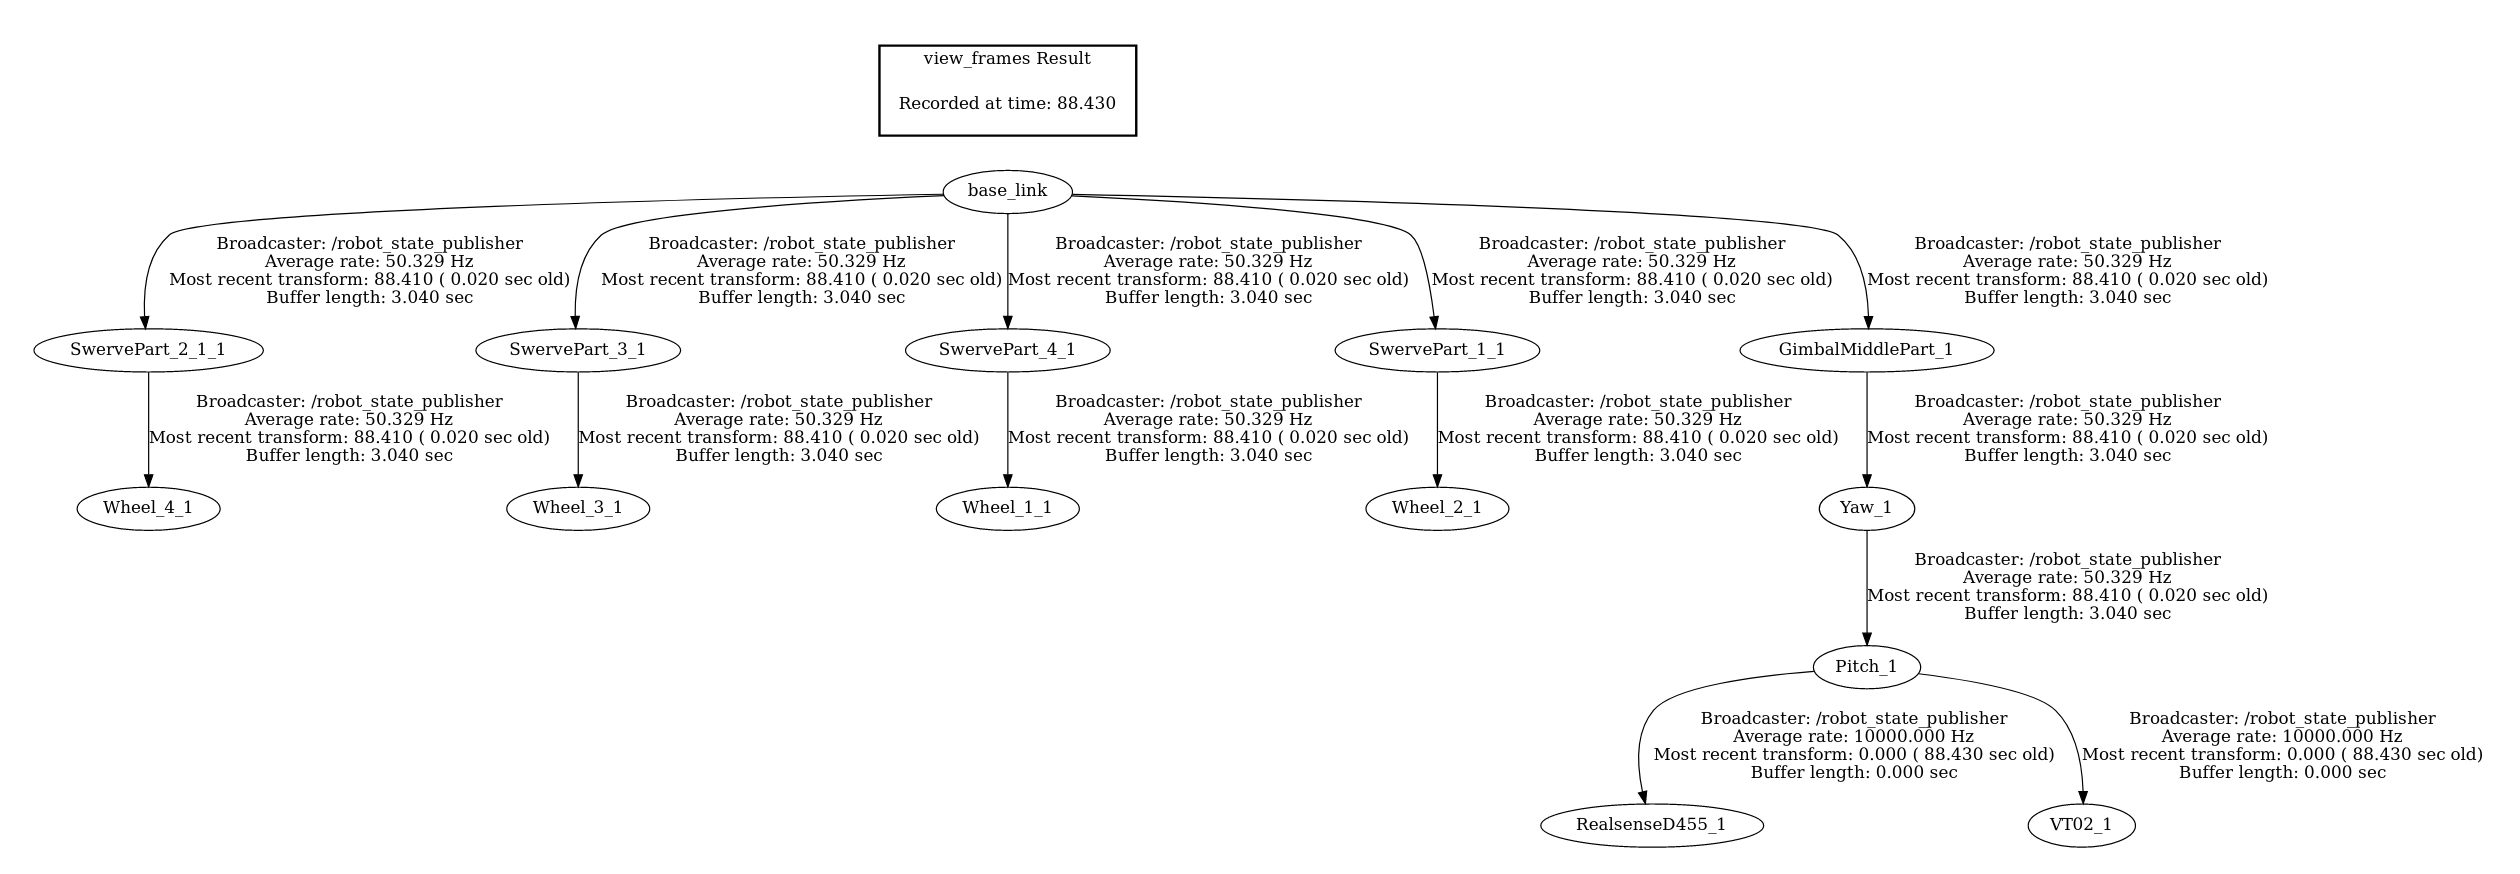 view_frames Result
Recorded at time: 88.430
base_link
Broadcaster: /robot_state_publisher
Average rate: 50.329 Hz
Most recent transform: 88.410 ( 0.020 sec old)
Buffer length: 3.040 sec
Broadcaster: /robot_state_publisher
Average rate: 50.329 Hz
Most recent transform: 88.410 ( 0.020 sec old)
Buffer length: 3.040 sec
Broadcaster: /robot_state_publisher
Average rate: 50.329 Hz
Most recent transform: 88.410 ( 0.020 sec old)
Buffer length: 3.040 sec
Broadcaster: /robot_state_publisher
Average rate: 50.329 Hz
Most recent transform: 88.410 ( 0.020 sec old)
Buffer length: 3.040 sec
Broadcaster: /robot_state_publisher
Average rate: 50.329 Hz
Most recent transform: 88.410 ( 0.020 sec old)
Buffer length: 3.040 sec
SwervePart_2_1_1
SwervePart_3_1
SwervePart_4_1
SwervePart_1_1
GimbalMiddlePart_1
Broadcaster: /robot_state_publisher
Average rate: 50.329 Hz
Most recent transform: 88.410 ( 0.020 sec old)
Buffer length: 3.040 sec
Broadcaster: /robot_state_publisher
Average rate: 50.329 Hz
Most recent transform: 88.410 ( 0.020 sec old)
Buffer length: 3.040 sec
Broadcaster: /robot_state_publisher
Average rate: 50.329 Hz
Most recent transform: 88.410 ( 0.020 sec old)
Buffer length: 3.040 sec
Broadcaster: /robot_state_publisher
Average rate: 50.329 Hz
Most recent transform: 88.410 ( 0.020 sec old)
Buffer length: 3.040 sec
Broadcaster: /robot_state_publisher
Average rate: 50.329 Hz
Most recent transform: 88.410 ( 0.020 sec old)
Buffer length: 3.040 sec
Wheel_4_1
Wheel_3_1
Wheel_1_1
Wheel_2_1
Yaw_1
Broadcaster: /robot_state_publisher
Average rate: 50.329 Hz
Most recent transform: 88.410 ( 0.020 sec old)
Buffer length: 3.040 sec
Pitch_1
Broadcaster: /robot_state_publisher
Average rate: 10000.000 Hz
Most recent transform: 0.000 ( 88.430 sec old)
Buffer length: 0.000 sec
Broadcaster: /robot_state_publisher
Average rate: 10000.000 Hz
Most recent transform: 0.000 ( 88.430 sec old)
Buffer length: 0.000 sec
RealsenseD455_1
VT02_1